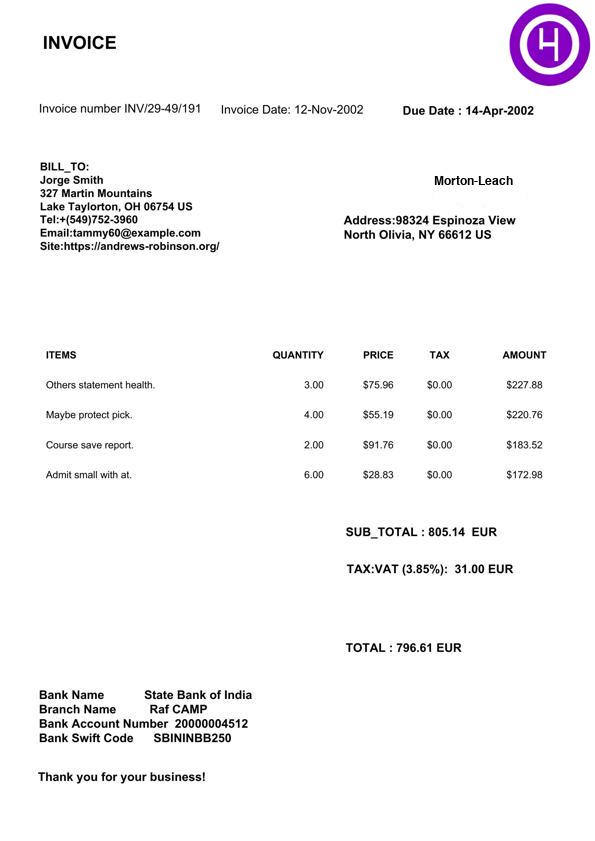 INVOICE
Invoice number INV/29-49/191 Invoice Date: 12-Nov-2002 Due Date : 14-Apr-2002
BILL_TO:
Jorge Smith
327 Martin Mountains
Lake Taylorton, OH 06754 US
Tel:+(549)752-3960
Email:tammy60@example.com
Site:https://andrews-robinson.org/
Morton-Leach
Address:98324 Espinoza View
North Olivia, NY 66612 US
ITEMS QUANTITY PRICE TAX AMOUNT
Others statement health. 3.00 $75.96 $0.00 $227.88
Maybe protect pick. 4.00 $55.19 $0.00 $220.76
Course save report. 2.00 $91.76 $0.00 $183.52
Admit small with at. 6.00 $28.83 $0.00 $172.98
SUB_TOTAL : 805.14 EUR
TAX:VAT (3.85%): 31.00 EUR
TOTAL : 796.61 EUR
Bank Name State Bank of India
Branch Name Raf CAMP
Bank Account Number 20000004512
Bank Swift Code SBININBB250
Thank you for your business!